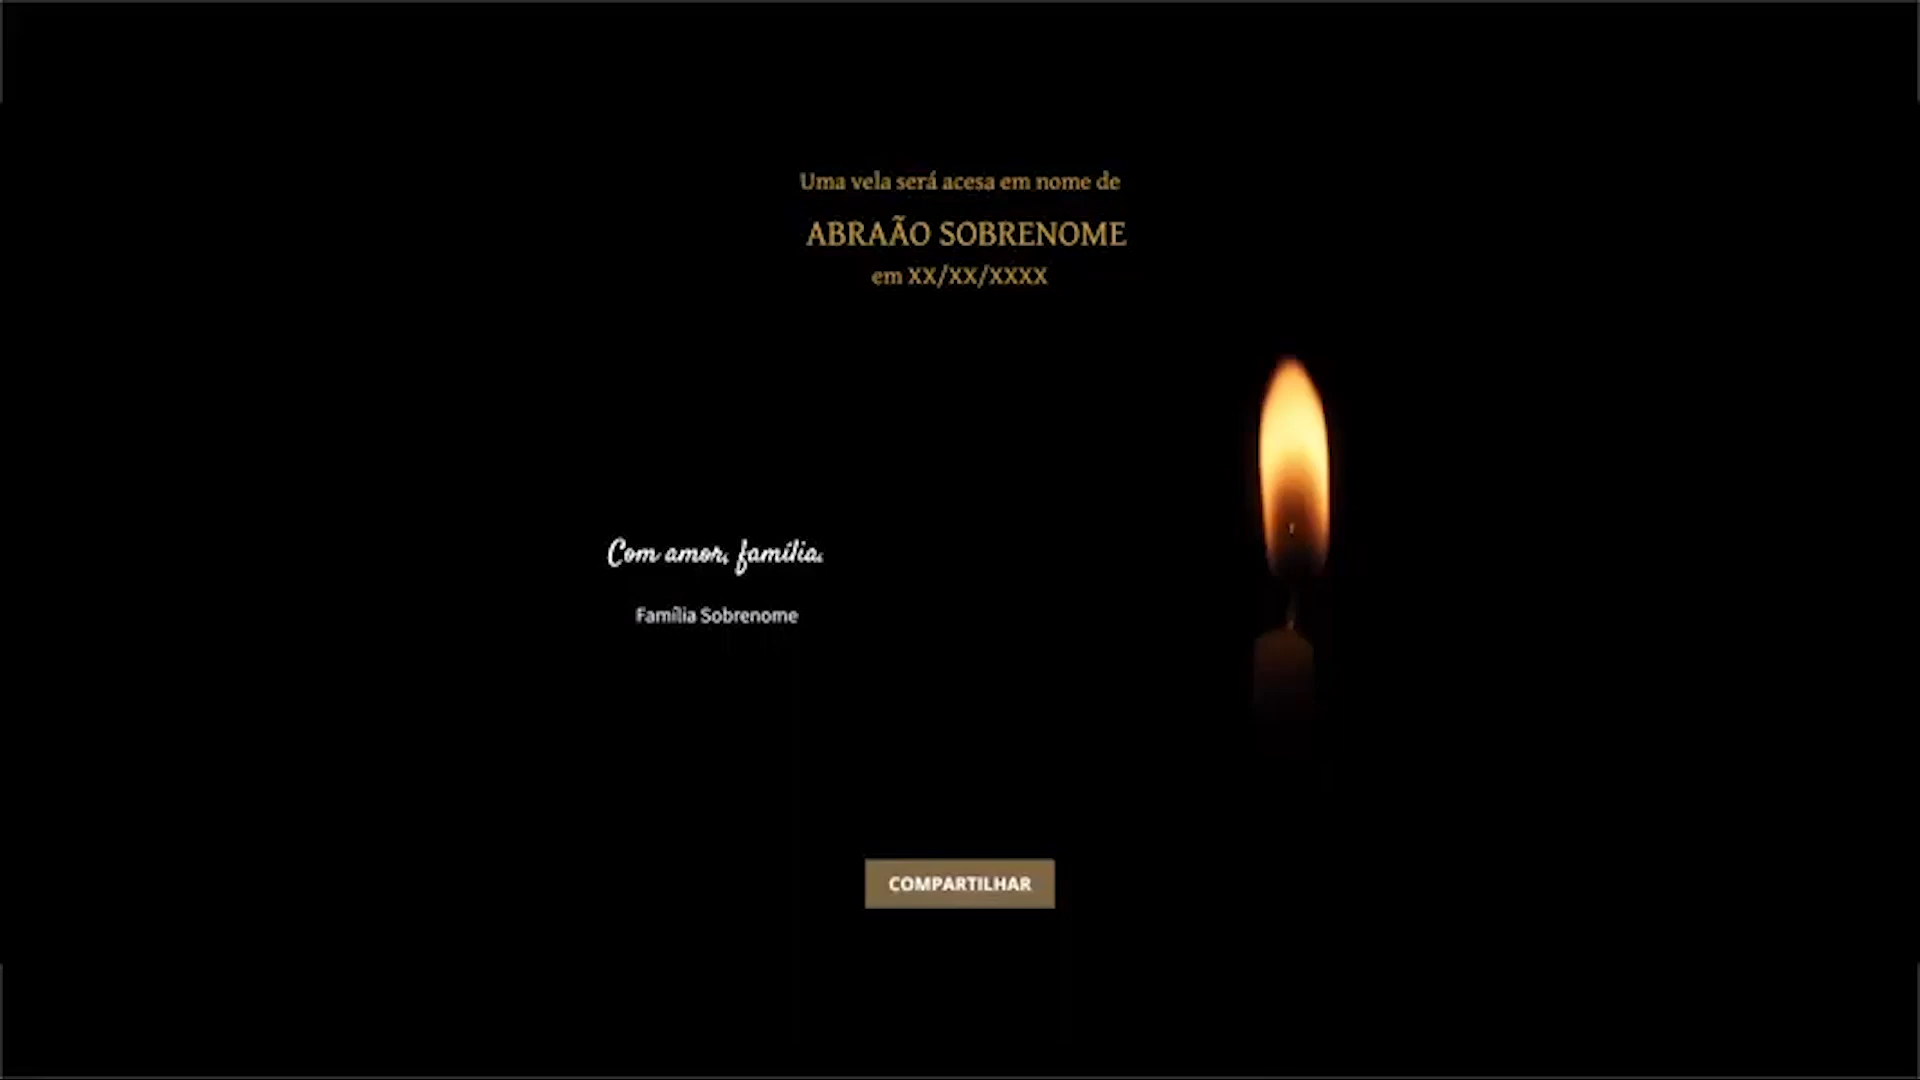 Uma vela será acesa em nome de
ABRAÃO SOBRENOME
em XX/XX/XXXX
Com amor, família.
Família Sobrenome
COMPARTILHAR